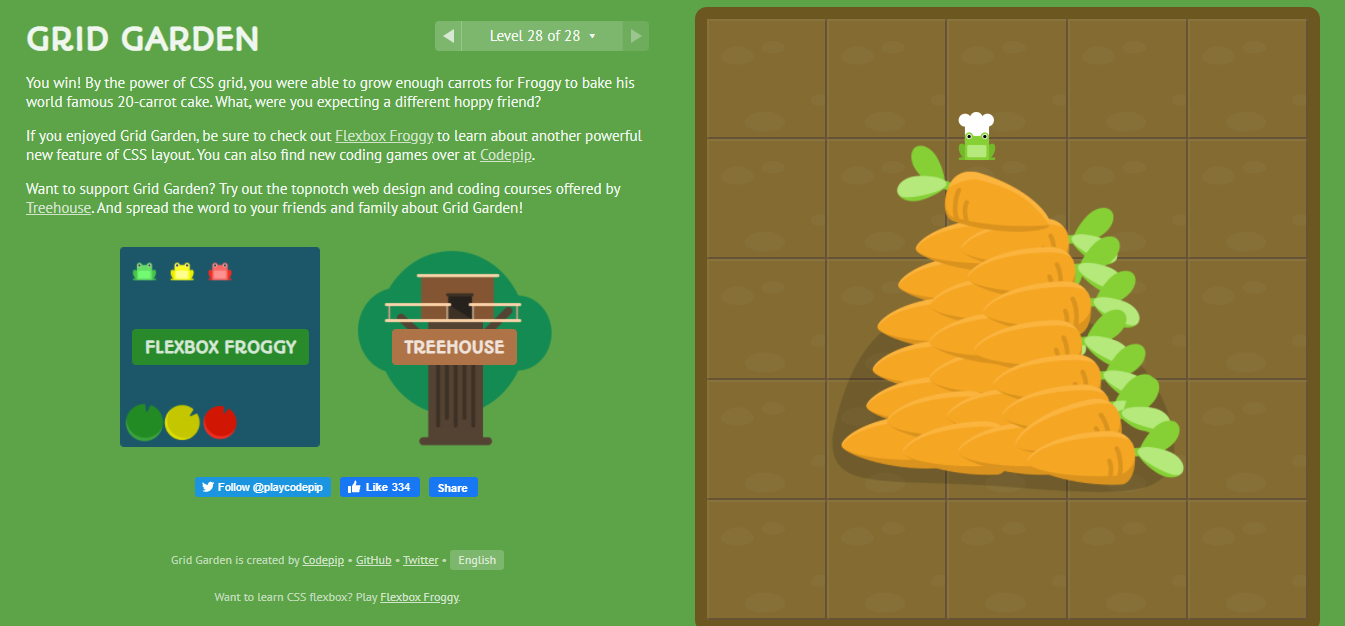 GRID GARDEN
Level 28 of 28
You win! By the power of CSS grid, you were able to grow enough carrots for Froggy to bake his
world famous 20-carrot cake. What, were you expecting a different hoppy friend?
If you enjoyed Grid Garden, be sure to check out Flexbox Froggy to learn about another powerful
new feature of CSS layout. You can also find new coding games over at Codepip.
Want to support Grid Garden? Try out the topnotch web design and coding courses offered by
Treehouse. And spread the word to your friends and family about Grid Garden!
FLEXBOX FROGGY
TREEHOUSE
Follow @playcodepip
Like 334
Share
Grid Garden is created by Codepip • GitHub • Twitter • English
Want to learn CSS flexbox? Play Flexbox Froggy.